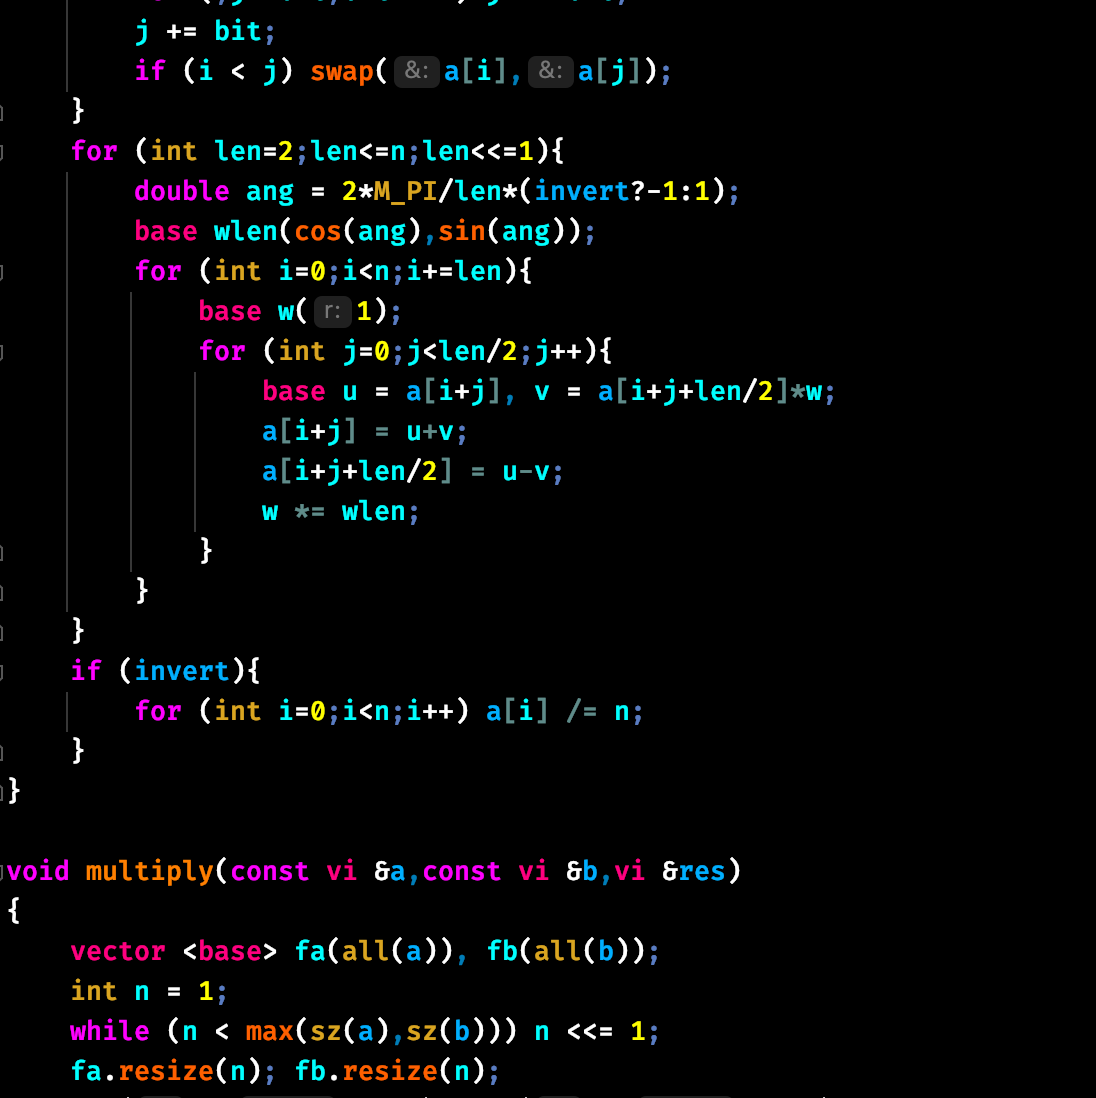 j += bit;
if (i < j) swap( &: a[i], &: a[j]);
}
for (int len=2;len<=n;len<<=1){
double ang = 2*M_PI/len*(invert?-1:1);
base wlen(cos(ang),sin(ang));
for (int i=0;i<n;i+=len){
base w( r: 1);
for (int j=0;j<len/2;j++){
base u = a[i+j], v = a[i+j+len/2]*w;
a[i+j] = u+v;
a[i+j+len/2] = u-v;
w *= wlen;
}
}
}
if (invert){
for (int i=0;i<n;i++) a[i] /= n;
}
}
void multiply(const vi &a,const vi &b,vi &res)
{
vector <base> fa(all(a)), fb(all(b));
int n = 1;
while (n < max(sz(a),sz(b))) n <<= 1;
fa.resize(n); fb.resize(n);